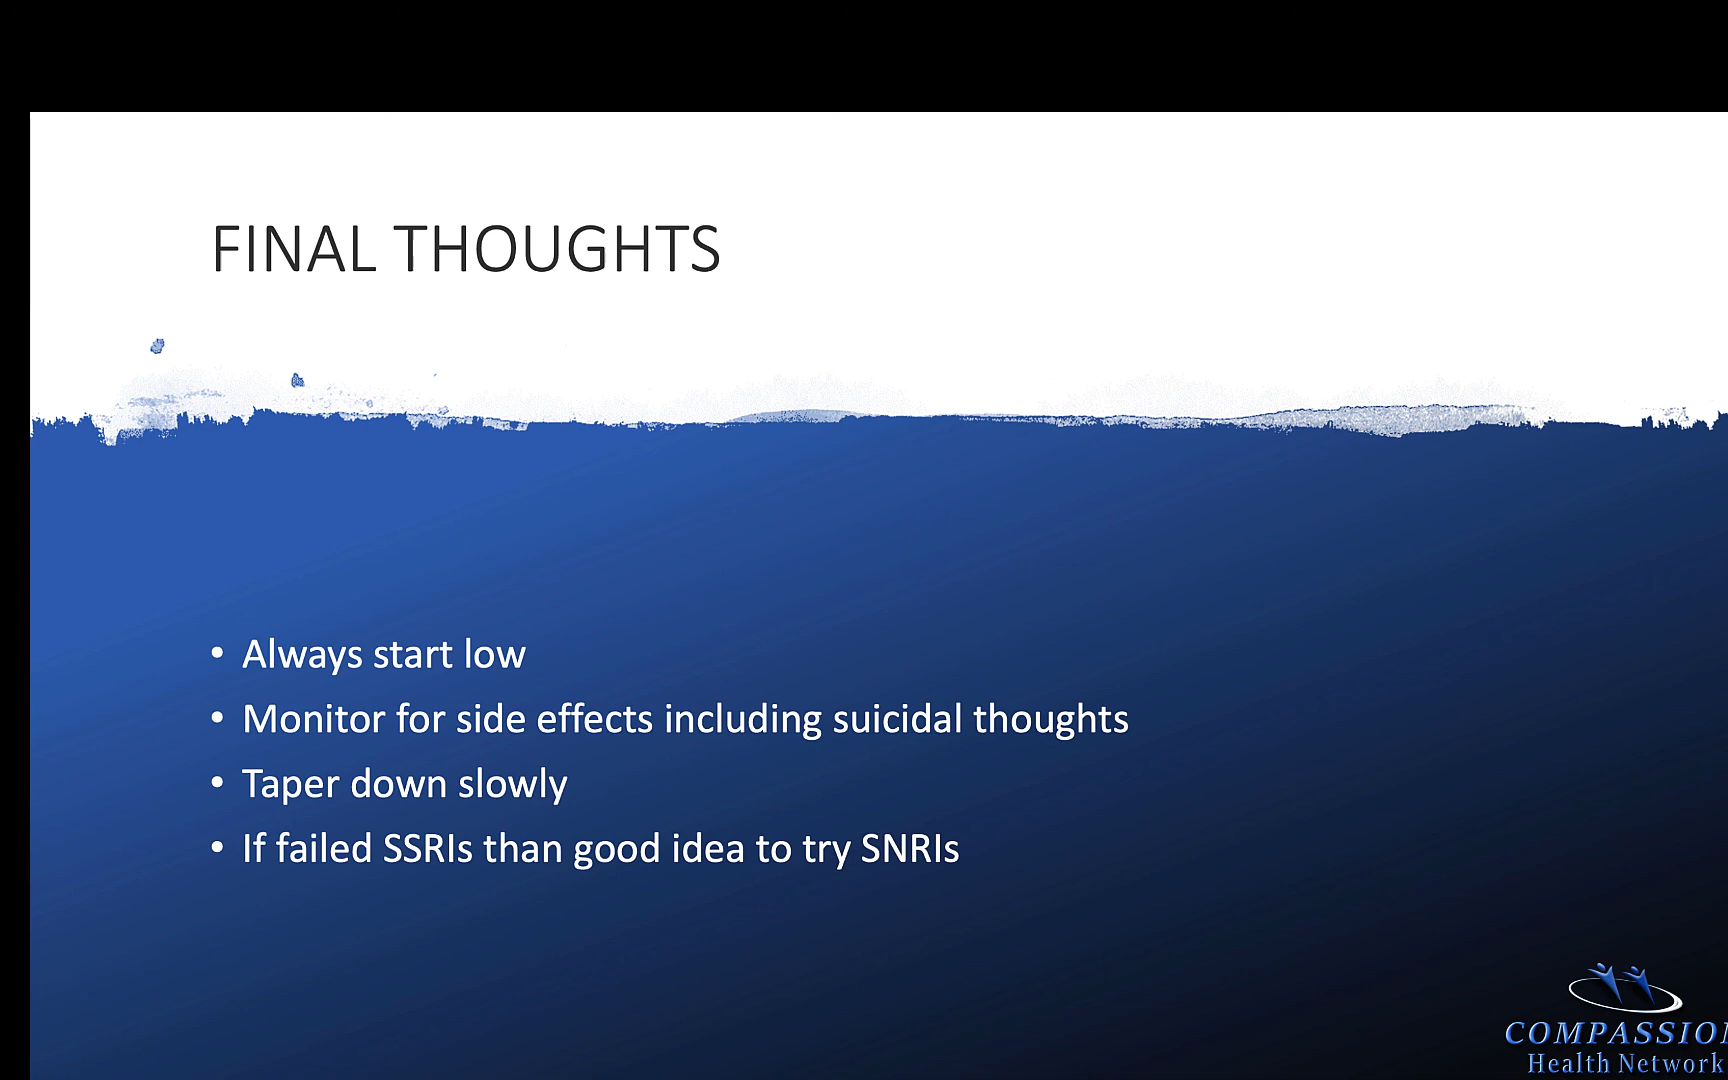 FINAL THOUGHTS
• Always start low
• Monitor for side effects including suicidal thoughts
• Taper down slowly
• If failed SSRIs than good idea to try SNRIs
COMPASSION
Health Network